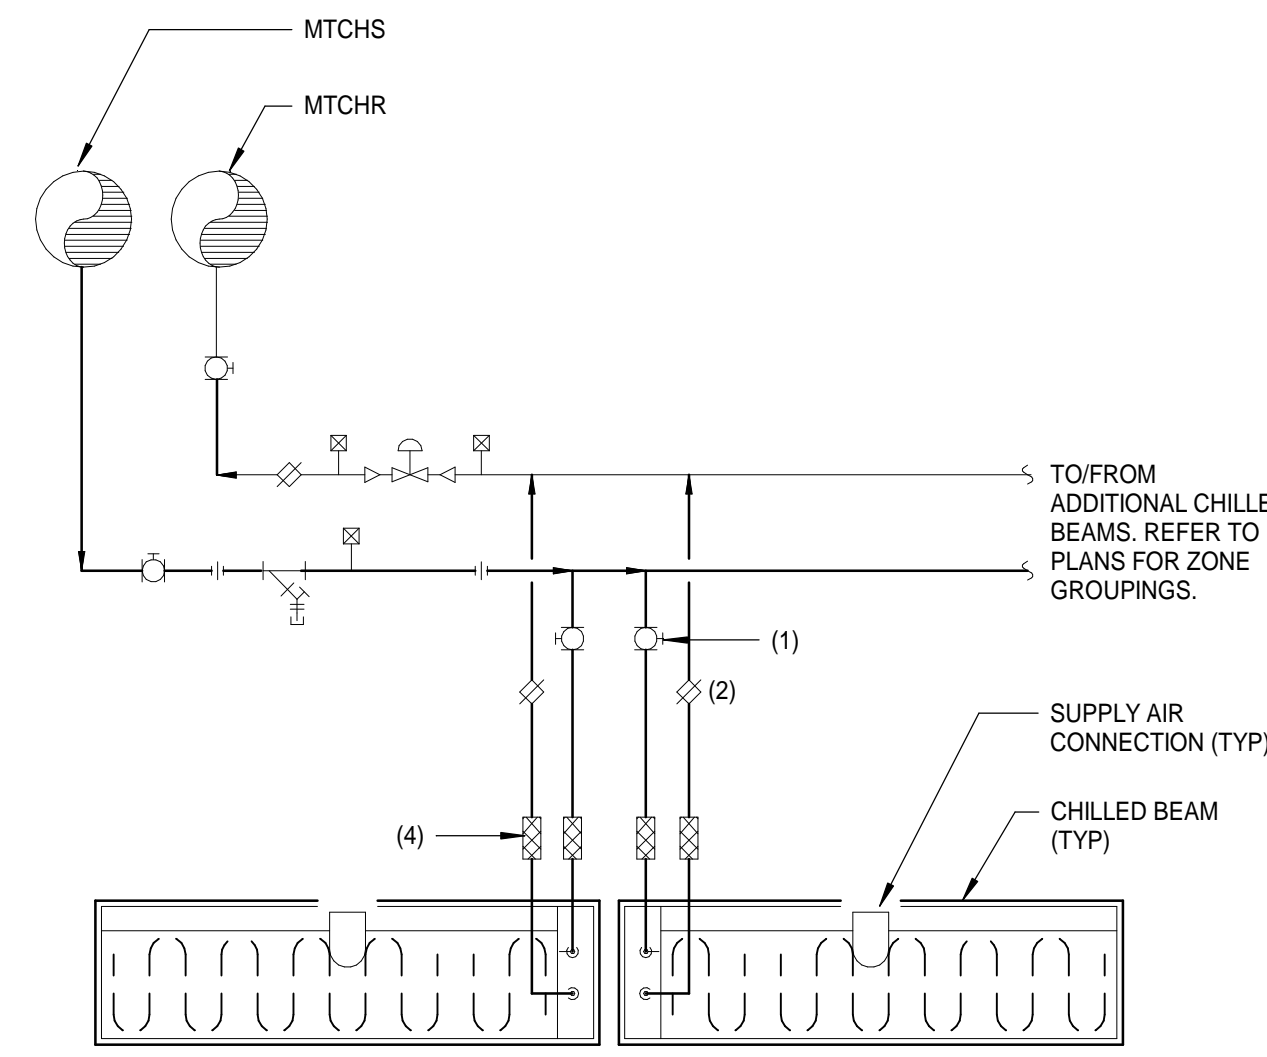 MTCHS
MTCHR
TO/FROM
ADDITIONAL CHILLE
BEAMS. REFER TO
PLANS FOR ZONE
GROUPINGS.
(1)
(2)
SUPPLY AIR
CONNECTION (TYP)
(4)
CHILLED BEAM
(TYP)